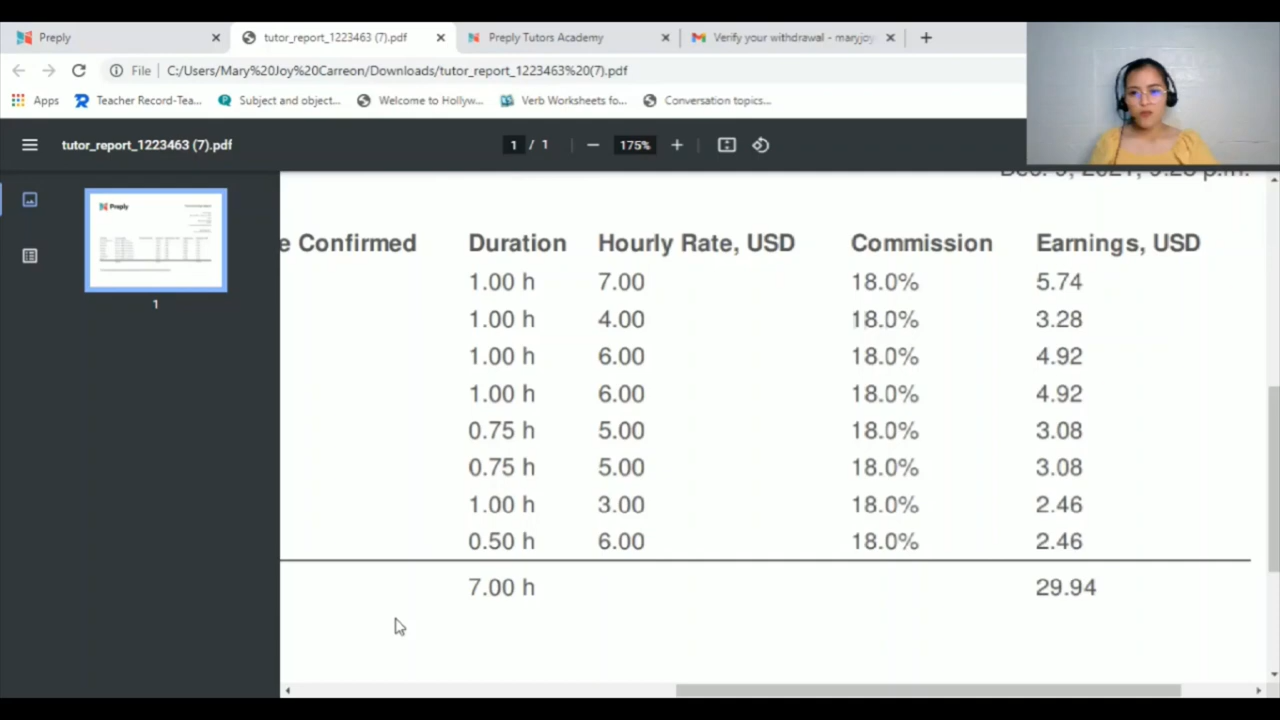 Preply
tutor_report_1223463 (7).pdf
Preply Tutors Academy
Verify your withdrawal - maryjoy
File C:/Users/Mary%20Joy%20Carreon/Downloads/tutor_report_1223463%20(7).pdf
Apps Teacher Record-Tea... Subject and object... Welcome to Hollyw... Verb Worksheets fo... Conversation topics...
tutor_report_1223463 (7).pdf 1 / 1 175%
Preply
1
e Confirmed Duration Hourly Rate, USD Commission Earnings, USD
1.00 h 7.00 18.0% 5.74
1.00 h 4.00 18.0% 3.28
1.00 h 6.00 18.0% 4.92
1.00 h 6.00 18.0% 4.92
0.75 h 5.00 18.0% 3.08
0.75 h 5.00 18.0% 3.08
1.00 h 3.00 18.0% 2.46
0.50 h 6.00 18.0% 2.46
7.00 h 29.94